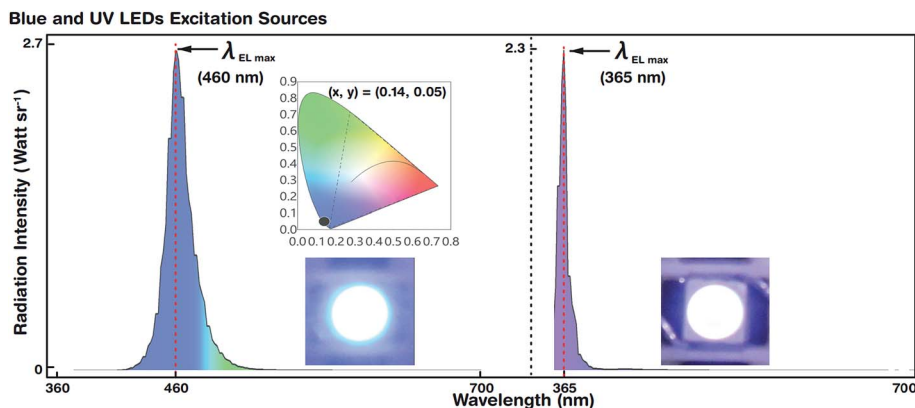 Blue and UV LEDs Excitation Sources
2.7
λ EL max
(460 nm)
2.3
λ EL max
(365 nm)
(x, y) = (0.14, 0.05)
0.9
0.8
0.7
0.6
0.5
0.4
0.3
0.2
0.1
0.0
0.0 0.1 0.2 0.3 0.4 0.5 0.6 0.7 0.8
Radiation Intensity (Watt sr⁻¹)
0
360
460
700
365
700
Wavelength (nm)